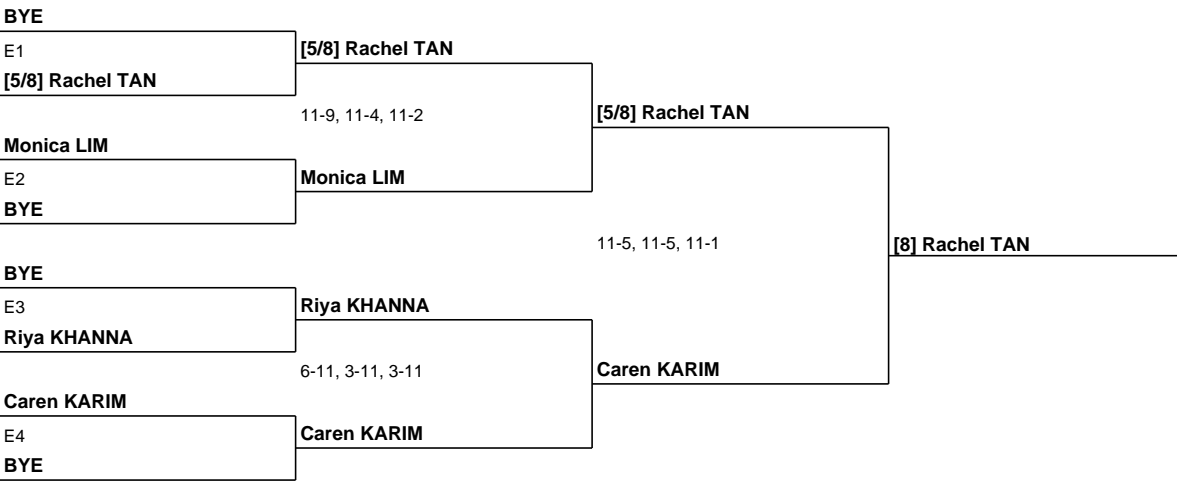 BYE
E1
[5/8] Rachel TAN
[5/8] Rachel TAN
11-9, 11-4, 11-2
[5/8] Rachel TAN
Monica LIM
E2
Monica LIM
BYE
11-5, 11-5, 11-1
[8] Rachel TAN
BYE
E3
Riya KHANNA
Riya KHANNA
6-11, 3-11, 3-11
Caren KARIM
Caren KARIM
E4
Caren KARIM
BYE